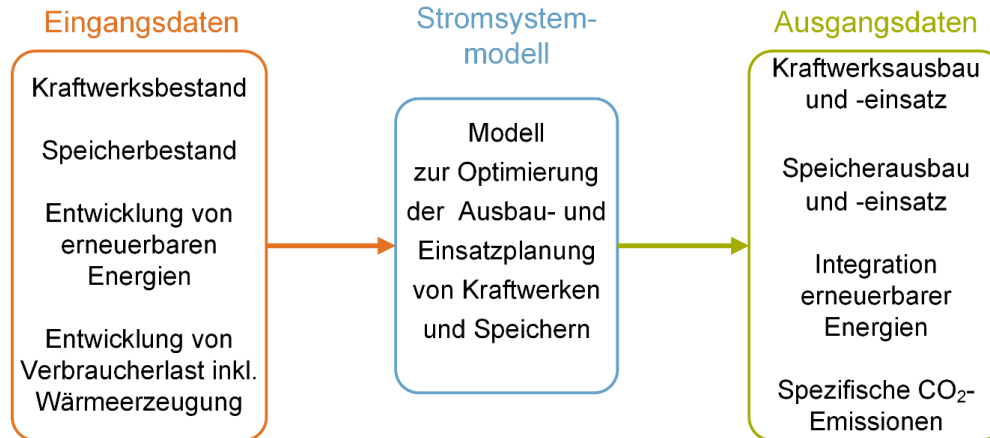 Eingangsdaten
Kraftwerksbestand
Speicherbestand
Entwicklung von
erneuerbaren
Energien
Entwicklung von
Verbraucherlast inkl.
Wärmeerzeugung
Stromsystem-
modell
Modell
zur Optimierung
der Ausbau- und
Einsatzplanung
von Kraftwerken
und Speichern
Ausgangsdaten
Kraftwerksausbau
und -einsatz
Speicherausbau
und -einsatz
Integration
erneuerbarer
Energien
Spezifische CO₂-
Emissionen